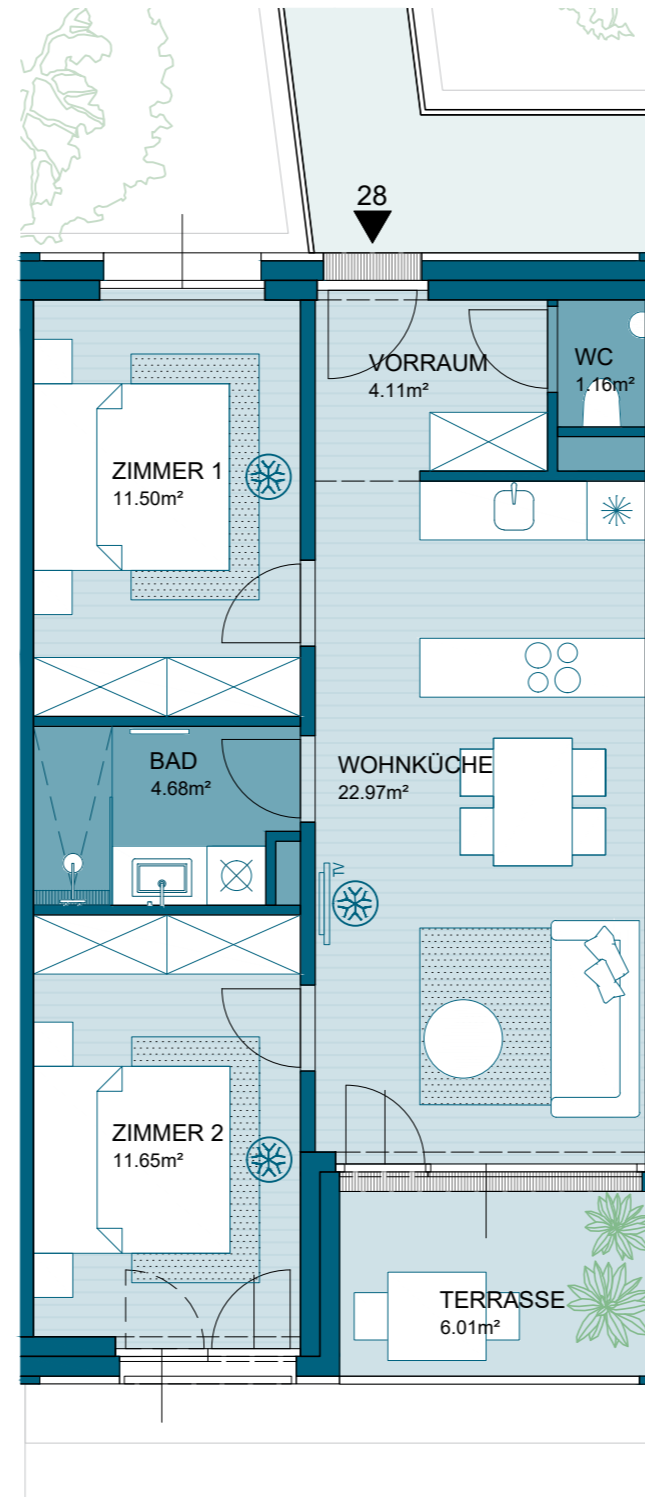 28
VORRAUM
4.11m²
WC
1.16m²
ZIMMER 1
11.50m²
BAD
4.68m²
WOHNKÜCHE
22.97m²
TV
ZIMMER 2
11.65m²
TERRASSE
6.01m²